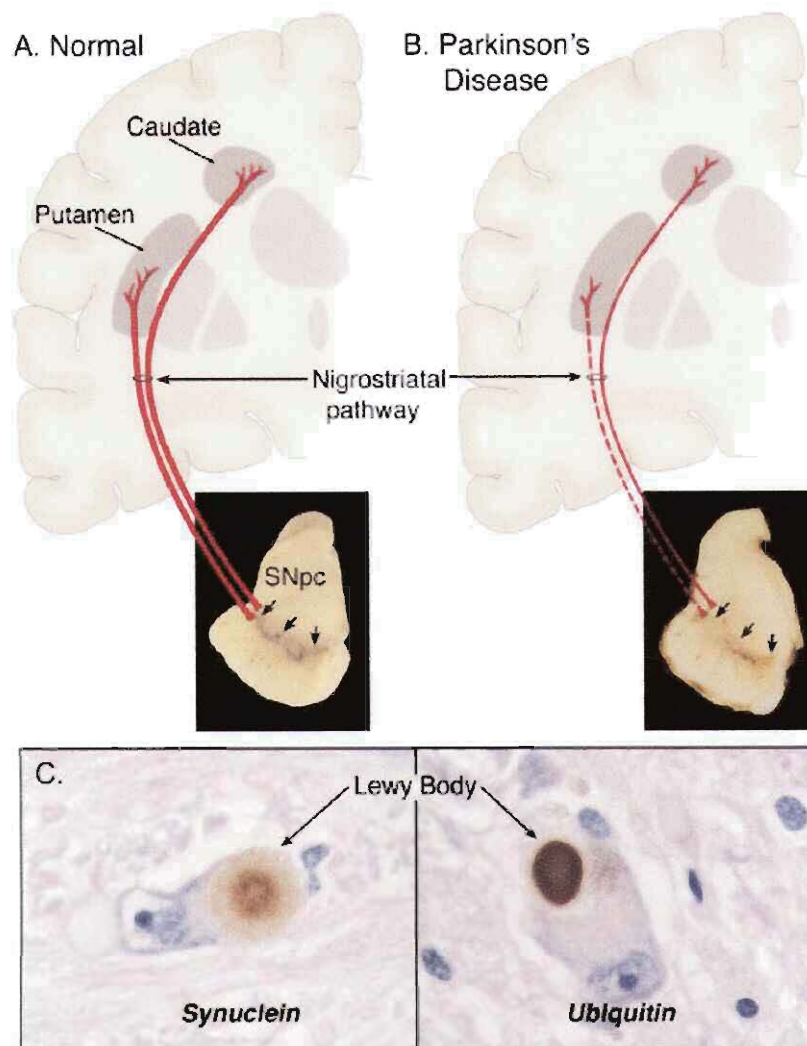 A. Normal
B. Parkinson's
Disease
Caudate
Putamen
Nigrostriatal
pathway
SNpc
C.
Lewy Body
Synuclein
Ubiquitin